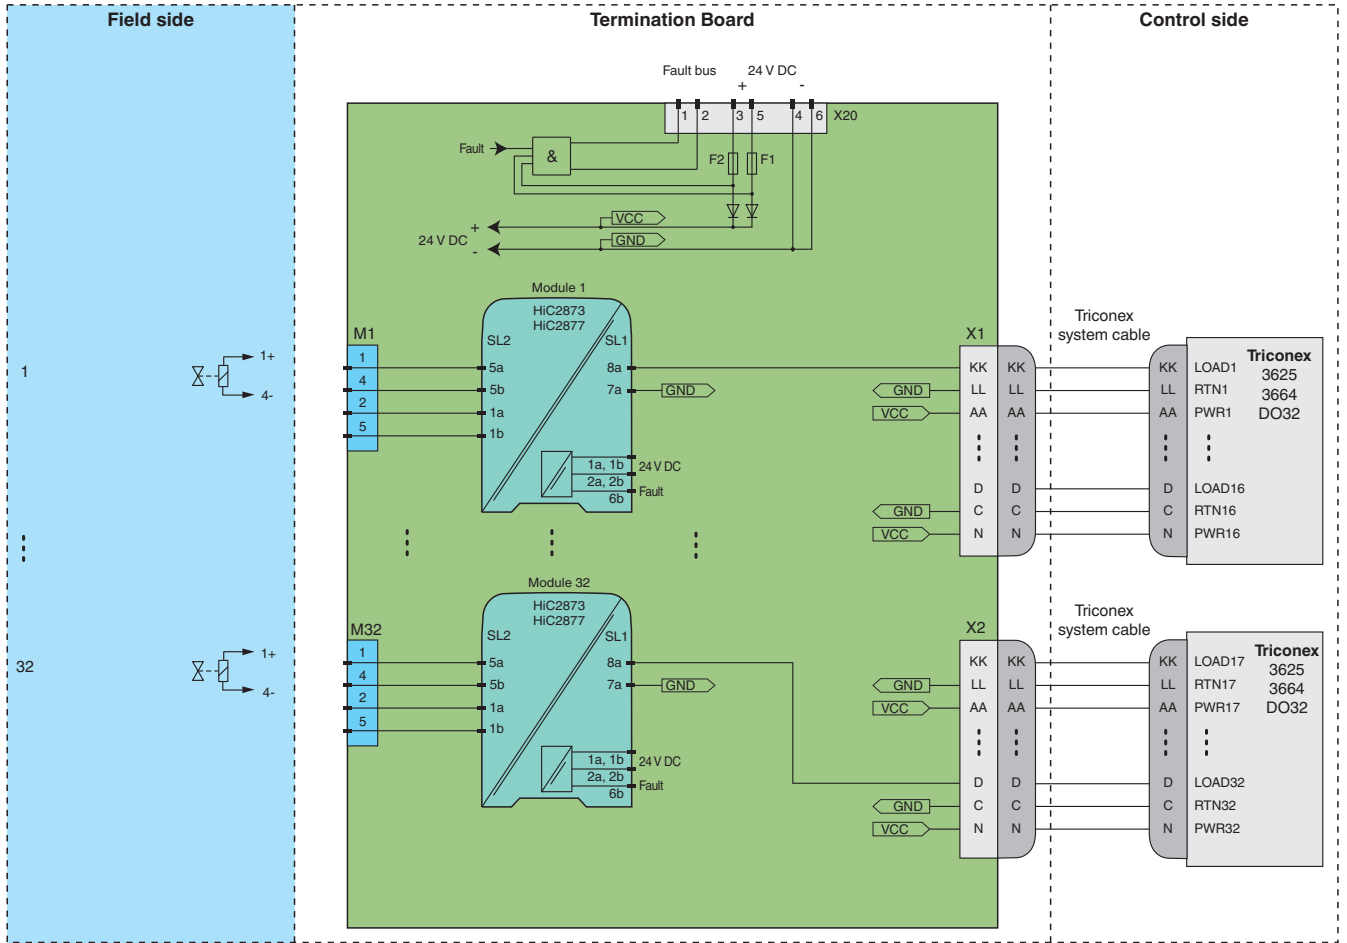 Field side
Termination Board
Control side
Fault bus
24 V DC
+
-
1 2 3 5 4 6 X20
Fault
&
F2
F1
VCC
+
24 V DC
GND
-
Module 1
HiC2873
HiC2877
M1
SL2
SL1
X1
Triconex
system cable
1
1+
4-
1
4
2
5
5a
5b
1a
1b
8a
7a
GND
1a, 1b
24 V DC
2a, 2b
6b
Fault
GND
VCC
GND
VCC
KK
LL
AA
D
C
N
KK
LL
AA
D
C
N
KK
LL
AA
D
C
N
LOAD1
RTN1
PWR1
LOAD16
RTN16
PWR16
Triconex
3625
3664
DO32
Module 32
HiC2873
HiC2877
M32
SL2
SL1
X2
Triconex
system cable
32
1+
4-
1
4
2
5
5a
5b
1a
1b
8a
7a
GND
1a, 1b
24 V DC
2a, 2b
6b
Fault
GND
VCC
GND
VCC
KK
LL
AA
D
C
N
KK
LL
AA
D
C
N
KK
LL
AA
D
C
N
LOAD17
RTN17
PWR17
LOAD32
RTN32
PWR32
Triconex
3625
3664
DO32